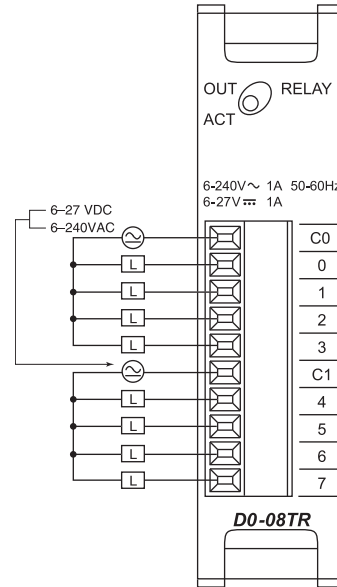 OUT RELAY
ACT
6-240V~ 1A 50-60Hz
6-27V⎓ 1A
6–27 VDC
6–240VAC
C0
L 0
L 1
L 2
L 3
C1
L 4
L 5
L 6
L 7
D0-08TR